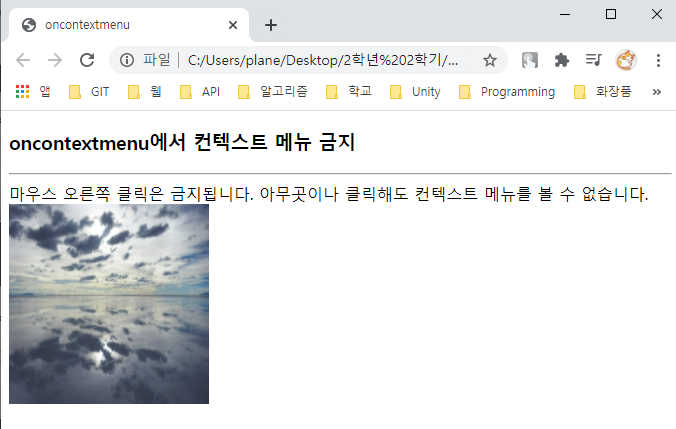 oncontextmenu
파일 C:/Users/plane/Desktop/2학년%202학기/...
앱 GIT 웹 API 알고리즘 학교 Unity Programming 화장품 »
oncontextmenu에서 컨텍스트 메뉴 금지
마우스 오른쪽 클릭은 금지됩니다. 아무곳이나 클릭해도 컨텍스트 메뉴를 볼 수 없습니다.